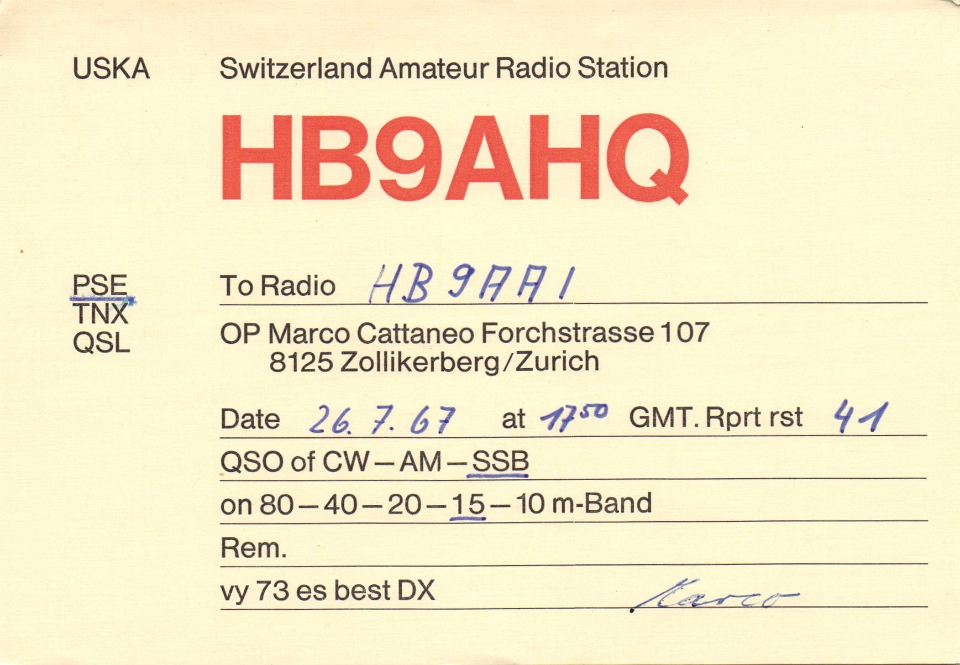 USKA Switzerland Amateur Radio Station
HB9AHQ
PSE To Radio HB9AAI
TNX
QSL
OP Marco Cattaneo Forchstrasse 107
8125 Zollikerberg/Zurich
Date 26. 7. 67 at 17⁵⁰ GMT. Rprt rst 41
QSO of CW–AM–SSB
on 80–40–20–15–10 m-Band
Rem.
vy 73 es best DX Marco